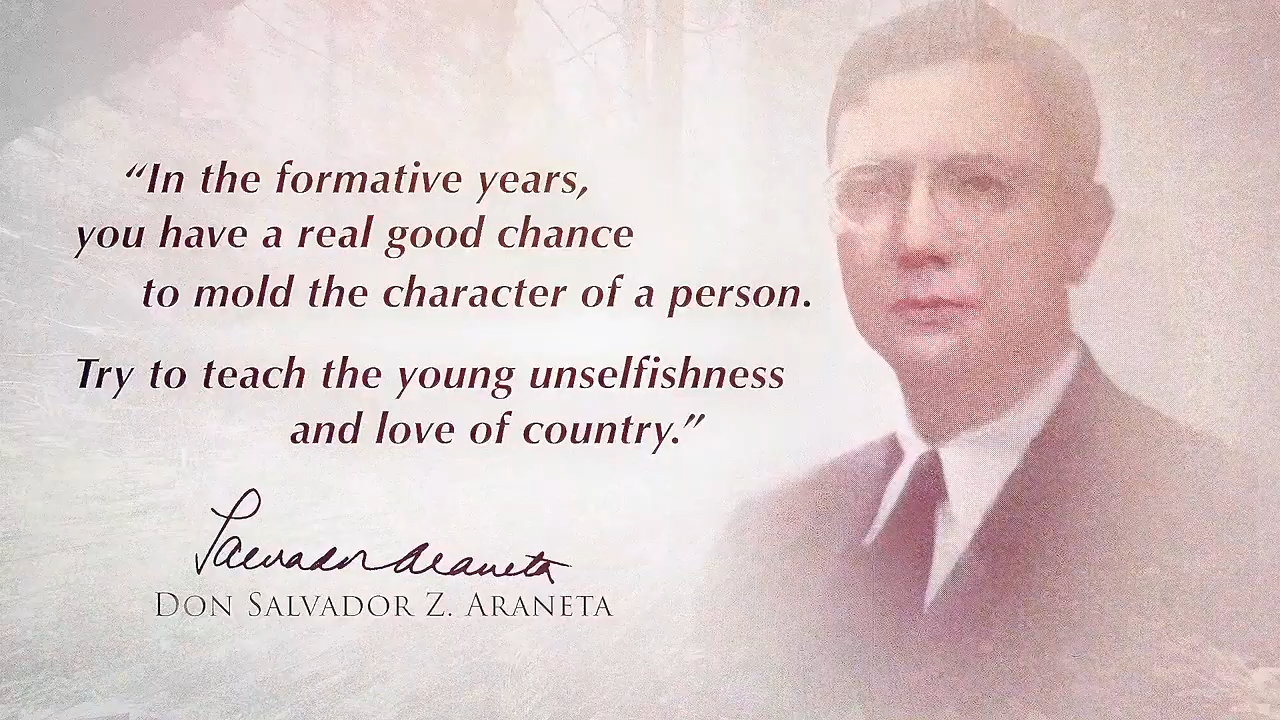 “In the formative years,
you have a real good chance
to mold the character of a person.
Try to teach the young unselfishness
and love of country.”
Salvador Araneta
DON SALVADOR Z. ARANETA